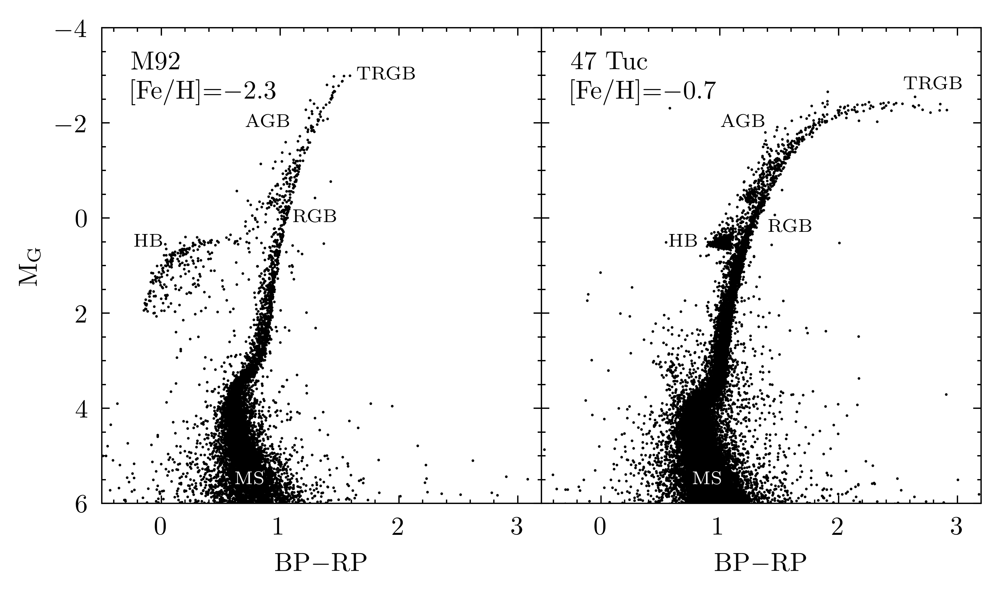 M92
[Fe/H]=−2.3
TRGB
AGB
RGB
HB
MS
47 Tuc
[Fe/H]=−0.7
TRGB
AGB
RGB
HB
MS
−4
−2
0
2
4
6
M_G
0 1 2 3
0 1 2 3
BP−RP
BP−RP